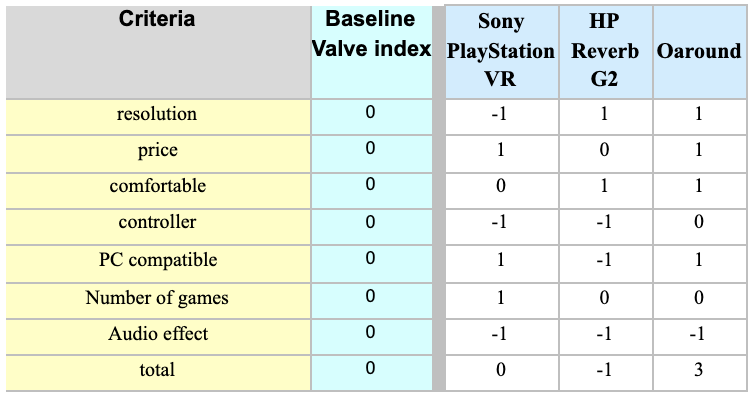 Criteria Baseline Valve index Sony PlayStation VR HP Reverb G2 Oaround
resolution 0 -1 1 1
price 0 1 0 1
comfortable 0 0 1 1
controller 0 -1 -1 0
PC compatible 0 1 -1 1
Number of games 0 1 0 0
Audio effect 0 -1 -1 -1
total 0 0 -1 3